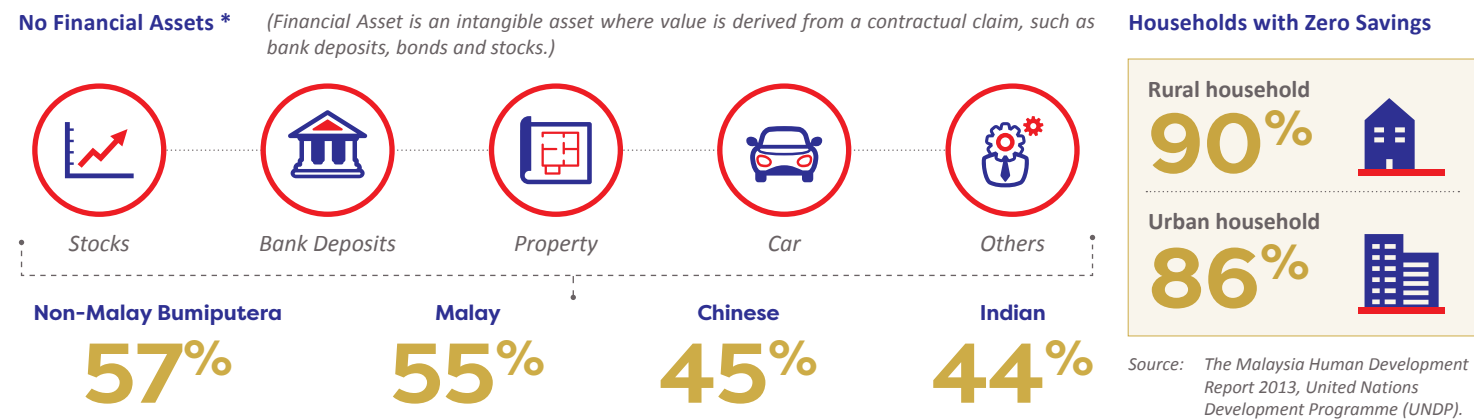 No Financial Assets *
(Financial Asset is an intangible asset where value is derived from a contractual claim, such as
bank deposits, bonds and stocks.)
Stocks
Bank Deposits
Property
Car
Others
Non-Malay Bumiputera
57%
Malay
55%
Chinese
45%
Indian
44%
Households with Zero Savings
Rural household
90%
Urban household
86%
Source: The Malaysia Human Development
Report 2013, United Nations
Development Programme (UNDP).